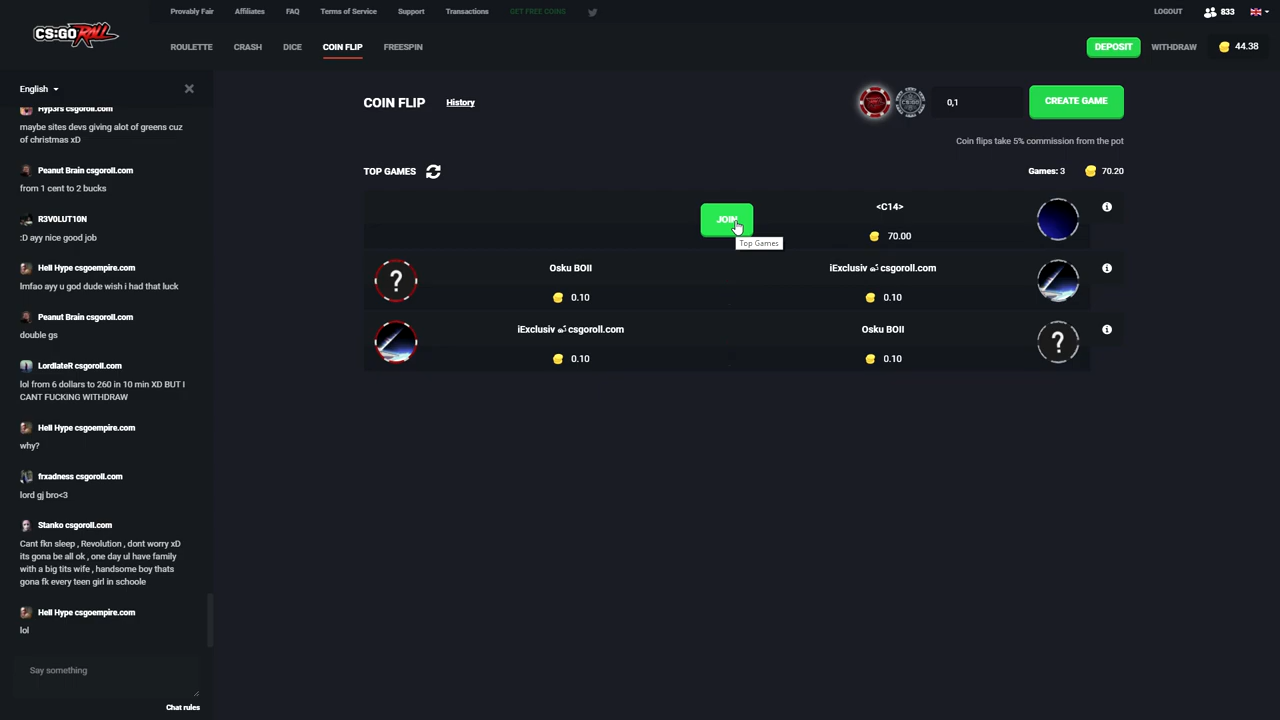 CS:GO ROLL
Provably Fair
Affiliates
FAQ
Terms of Service
Support
Transactions
GET FREE COINS
LOGOUT
833
ROULETTE
CRASH
DICE
COIN FLIP
FREESPIN
DEPOSIT
WITHDRAW
44.38
English
Hyp3rs csgoroll.com
maybe sites devs giving alot of greens cuz
of christmas xD
Peanut Brain csgoroll.com
from 1 cent to 2 bucks
R3V0LUT10N
:D ayy nice good job
Hell Hype csgoempire.com
lmfao ayy u god dude wish i had that luck
Peanut Brain csgoroll.com
double gs
LordlateR csgoroll.com
lol from 6 dollars to 260 in 10 min XD BUT I
CANT FUCKING WITHDRAW
Hell Hype csgoempire.com
why?
frxadness csgoroll.com
lord gj bro<3
Stanko csgoroll.com
Cant fkn sleep , Revolution , dont worry xD
its gona be all ok , one day ul have family
with a big tits wife , handsome boy thats
gona fk every teen girl in schoole
Hell Hype csgoempire.com
lol
Say something
Chat rules
COIN FLIP
History
0,1
CREATE GAME
Coin flips take 5% commission from the pot
TOP GAMES
Games: 3
70.20
JOIN
Top Games
<C14>
70.00
?
Osku BOII
0.10
iExclusiv csgoroll.com
0.10
iExclusiv csgoroll.com
0.10
Osku BOII
0.10
?